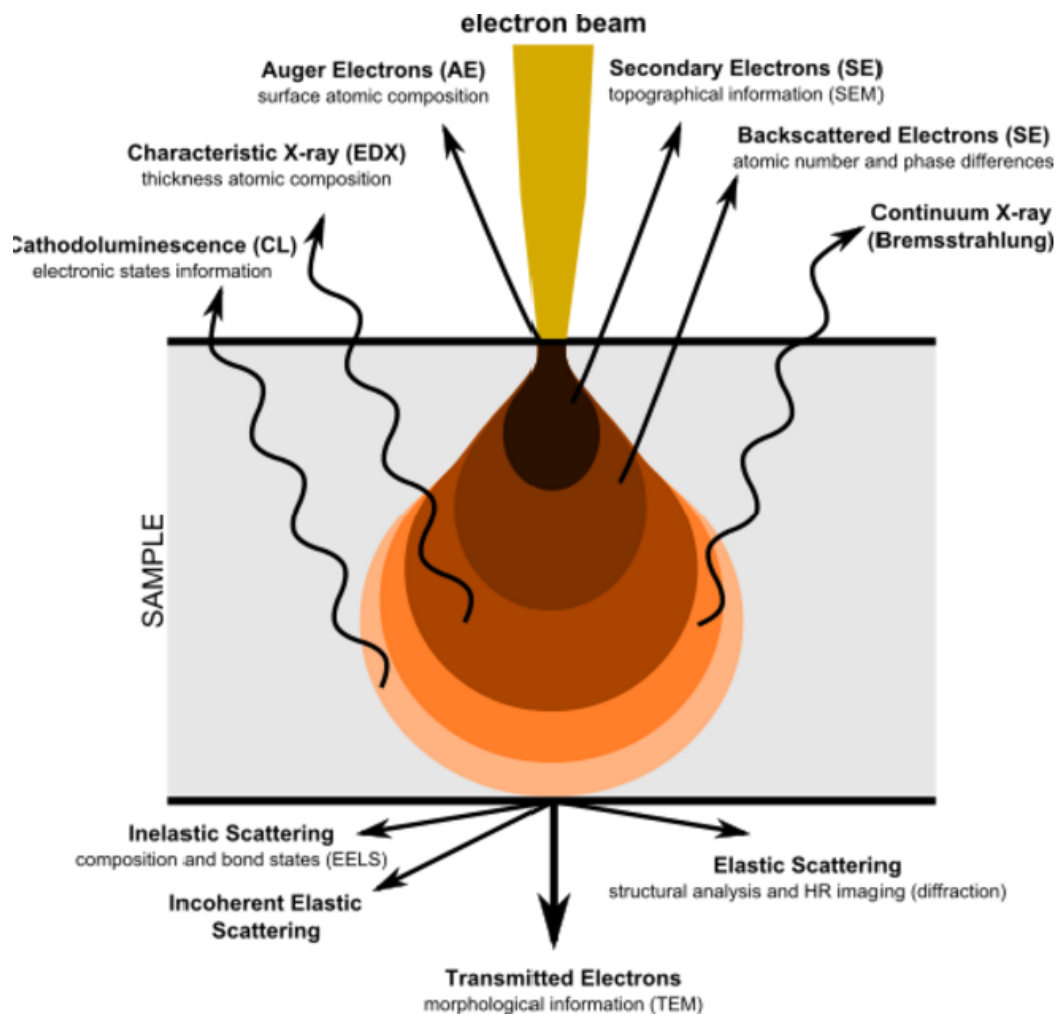 electron beam
Auger Electrons (AE)
surface atomic composition
Secondary Electrons (SE)
topographical information (SEM)
Characteristic X-ray (EDX)
thickness atomic composition
Backscattered Electrons (SE)
atomic number and phase differences
Cathodoluminescence (CL)
electronic states information
Continuum X-ray
(Bremsstrahlung)
SAMPLE
Inelastic Scattering
composition and bond states (EELS)
Incoherent Elastic
Scattering
Elastic Scattering
structural analysis and HR imaging (diffraction)
Transmitted Electrons
morphological information (TEM)